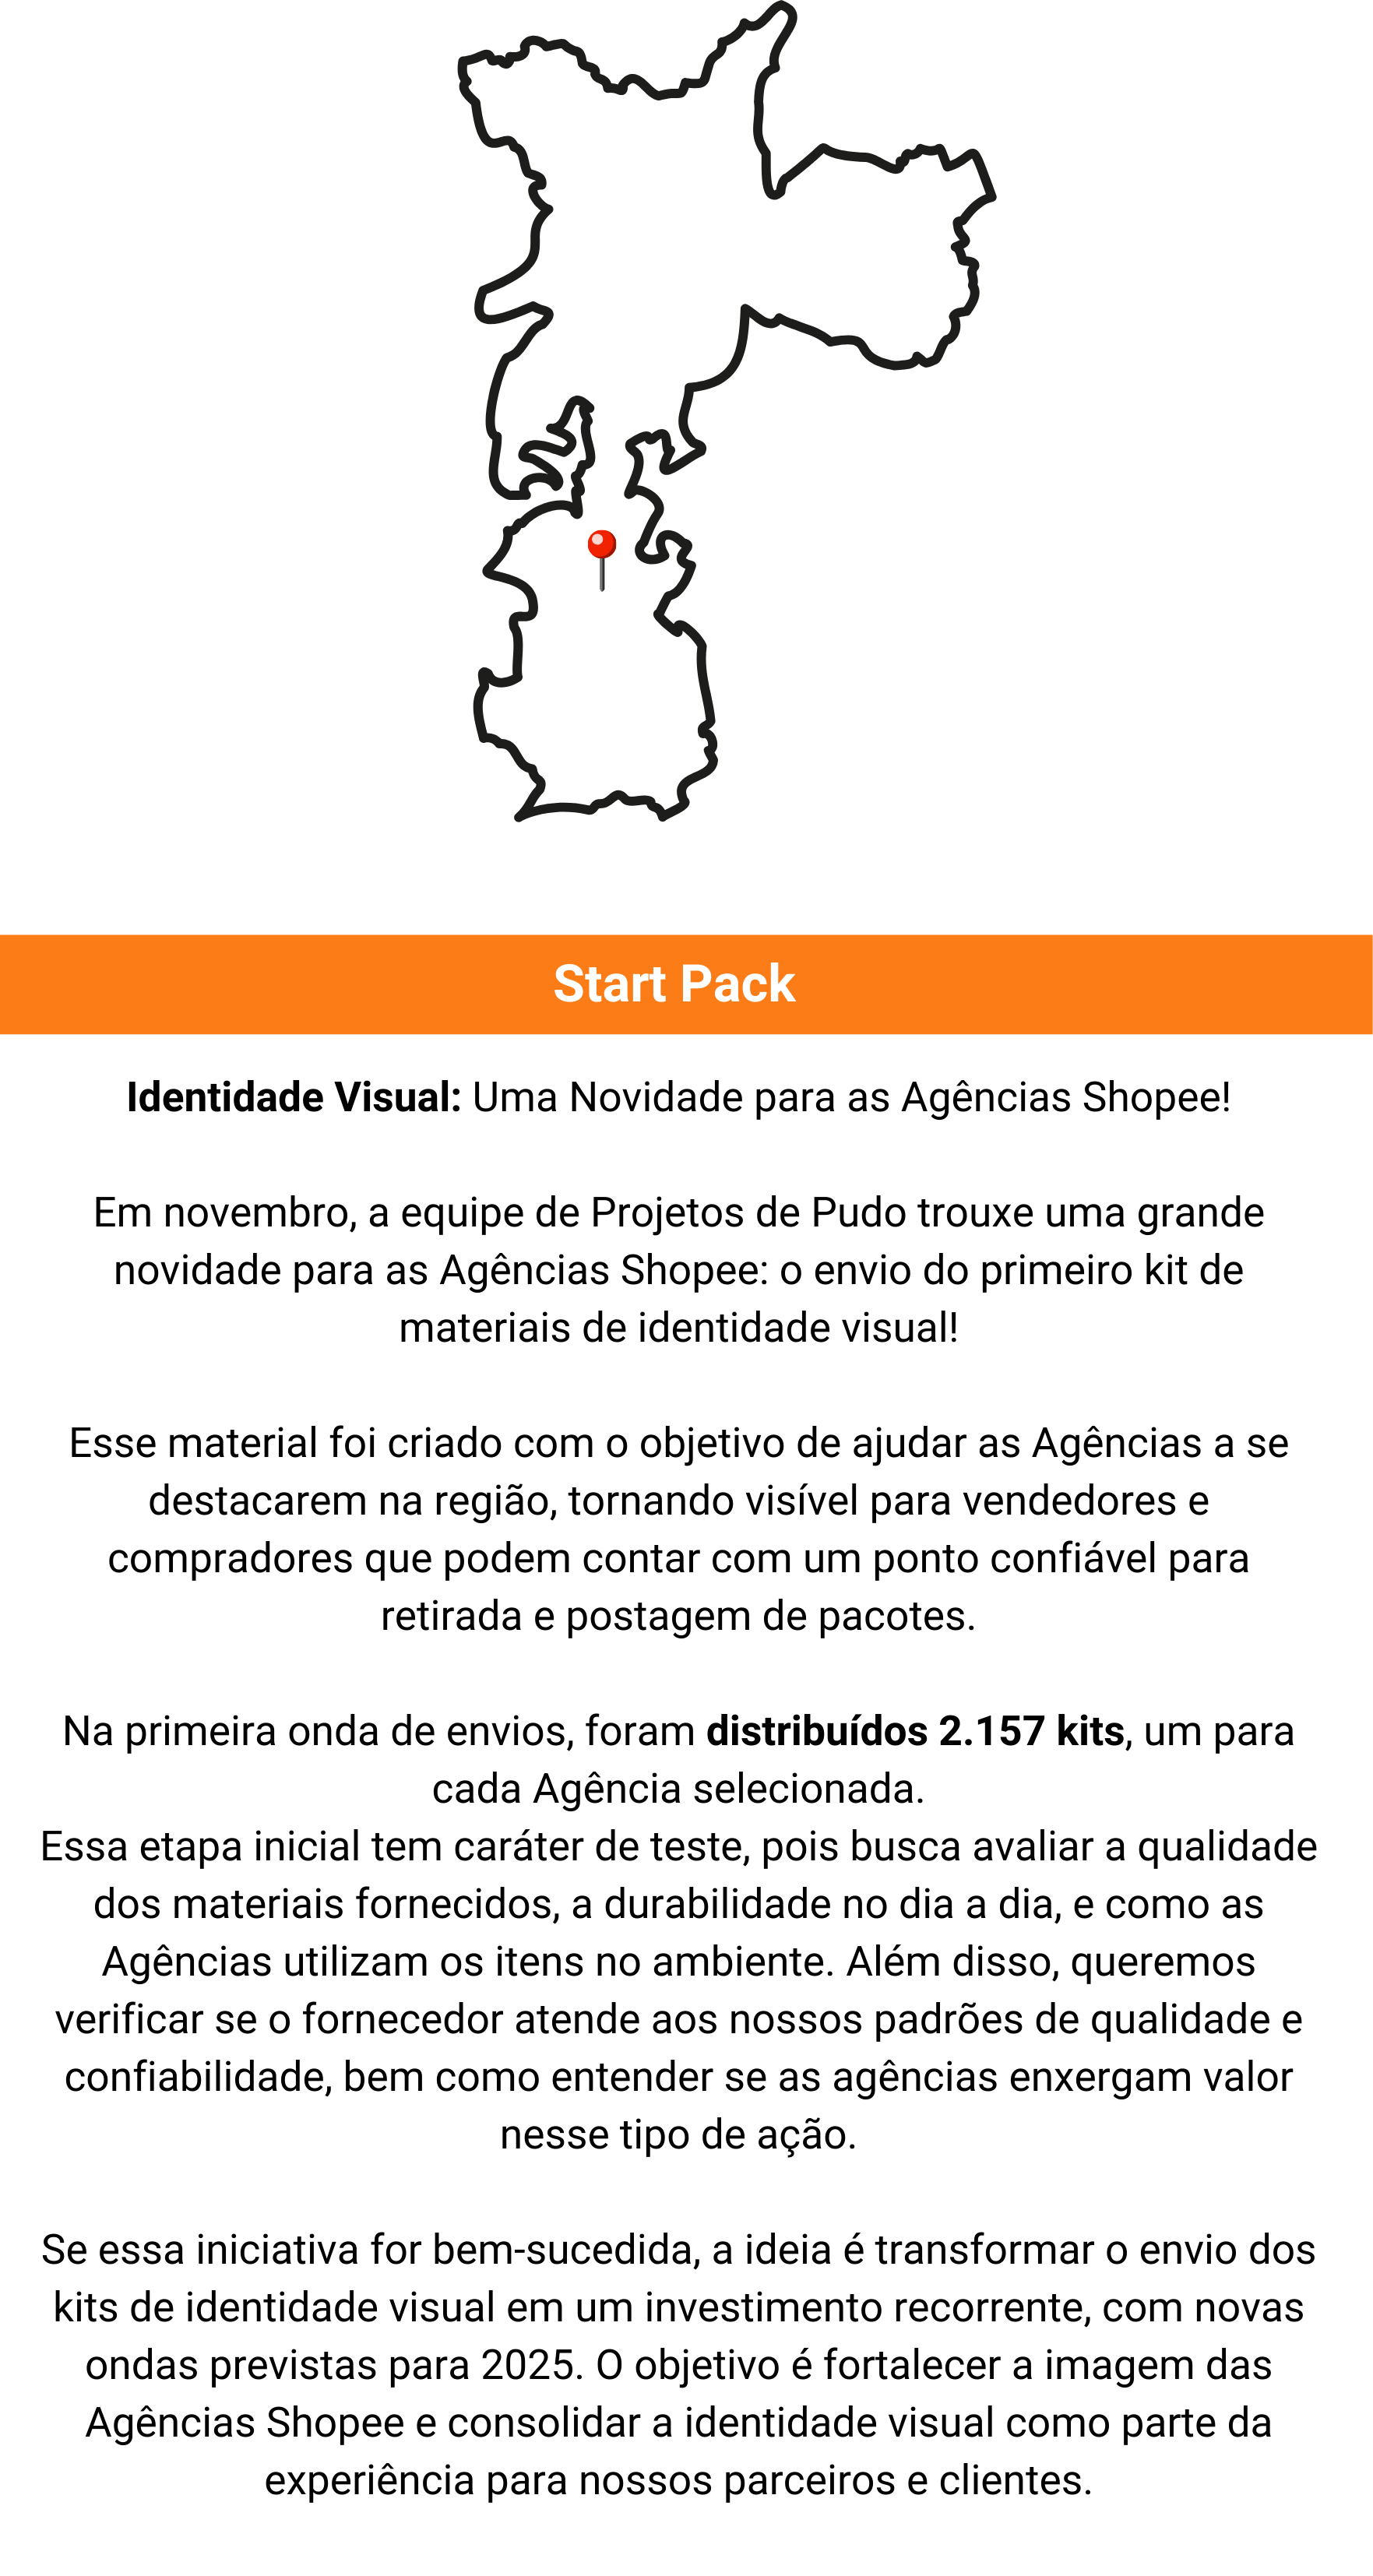 Start Pack
Identidade Visual: Uma Novidade para as Agências Shopee!
Em novembro, a equipe de Projetos de Pudo trouxe uma grande
novidade para as Agências Shopee: o envio do primeiro kit de
materiais de identidade visual!
Esse material foi criado com o objetivo de ajudar as Agências a se
destacarem na região, tornando visível para vendedores e
compradores que podem contar com um ponto confiável para
retirada e postagem de pacotes.
Na primeira onda de envios, foram distribuídos 2.157 kits, um para
cada Agência selecionada.
Essa etapa inicial tem caráter de teste, pois busca avaliar a qualidade
dos materiais fornecidos, a durabilidade no dia a dia, e como as
Agências utilizam os itens no ambiente. Além disso, queremos
verificar se o fornecedor atende aos nossos padrões de qualidade e
confiabilidade, bem como entender se as agências enxergam valor
nesse tipo de ação.
Se essa iniciativa for bem-sucedida, a ideia é transformar o envio dos
kits de identidade visual em um investimento recorrente, com novas
ondas previstas para 2025. O objetivo é fortalecer a imagem das
Agências Shopee e consolidar a identidade visual como parte da
experiência para nossos parceiros e clientes.